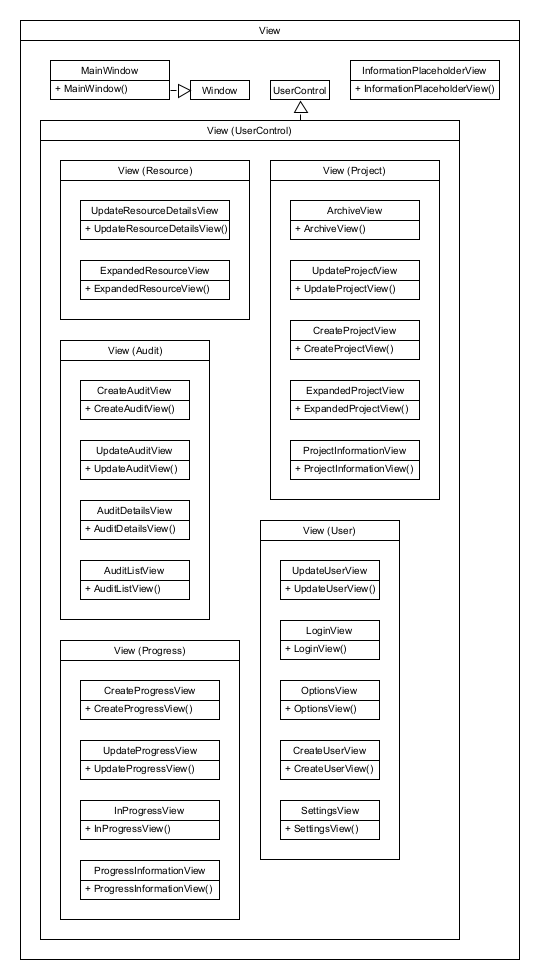 View
MainWindow
+ MainWindow()
Window
UserControl
InformationPlaceholderView
+ InformationPlaceholderView()
View (UserControl)
View (Resource)
UpdateResourceDetailsView
+ UpdateResourceDetailsView()
ExpandedResourceView
+ ExpandedResourceView()
View (Project)
ArchiveView
+ ArchiveView()
UpdateProjectView
+ UpdateProjectView()
CreateProjectView
+ CreateProjectView()
ExpandedProjectView
+ ExpandedProjectView()
ProjectInformationView
+ ProjectInformationView()
View (Audit)
CreateAuditView
+ CreateAuditView()
UpdateAuditView
+ UpdateAuditView()
AuditDetailsView
+ AuditDetailsView()
AuditListView
+ AuditListView()
View (User)
UpdateUserView
+ UpdateUserView()
LoginView
+ LoginView()
OptionsView
+ OptionsView()
CreateUserView
+ CreateUserView()
SettingsView
+ SettingsView()
View (Progress)
CreateProgressView
+ CreateProgressView()
UpdateProgressView
+ UpdateProgressView()
InProgressView
+ InProgressView()
ProgressInformationView
+ ProgressInformationView()